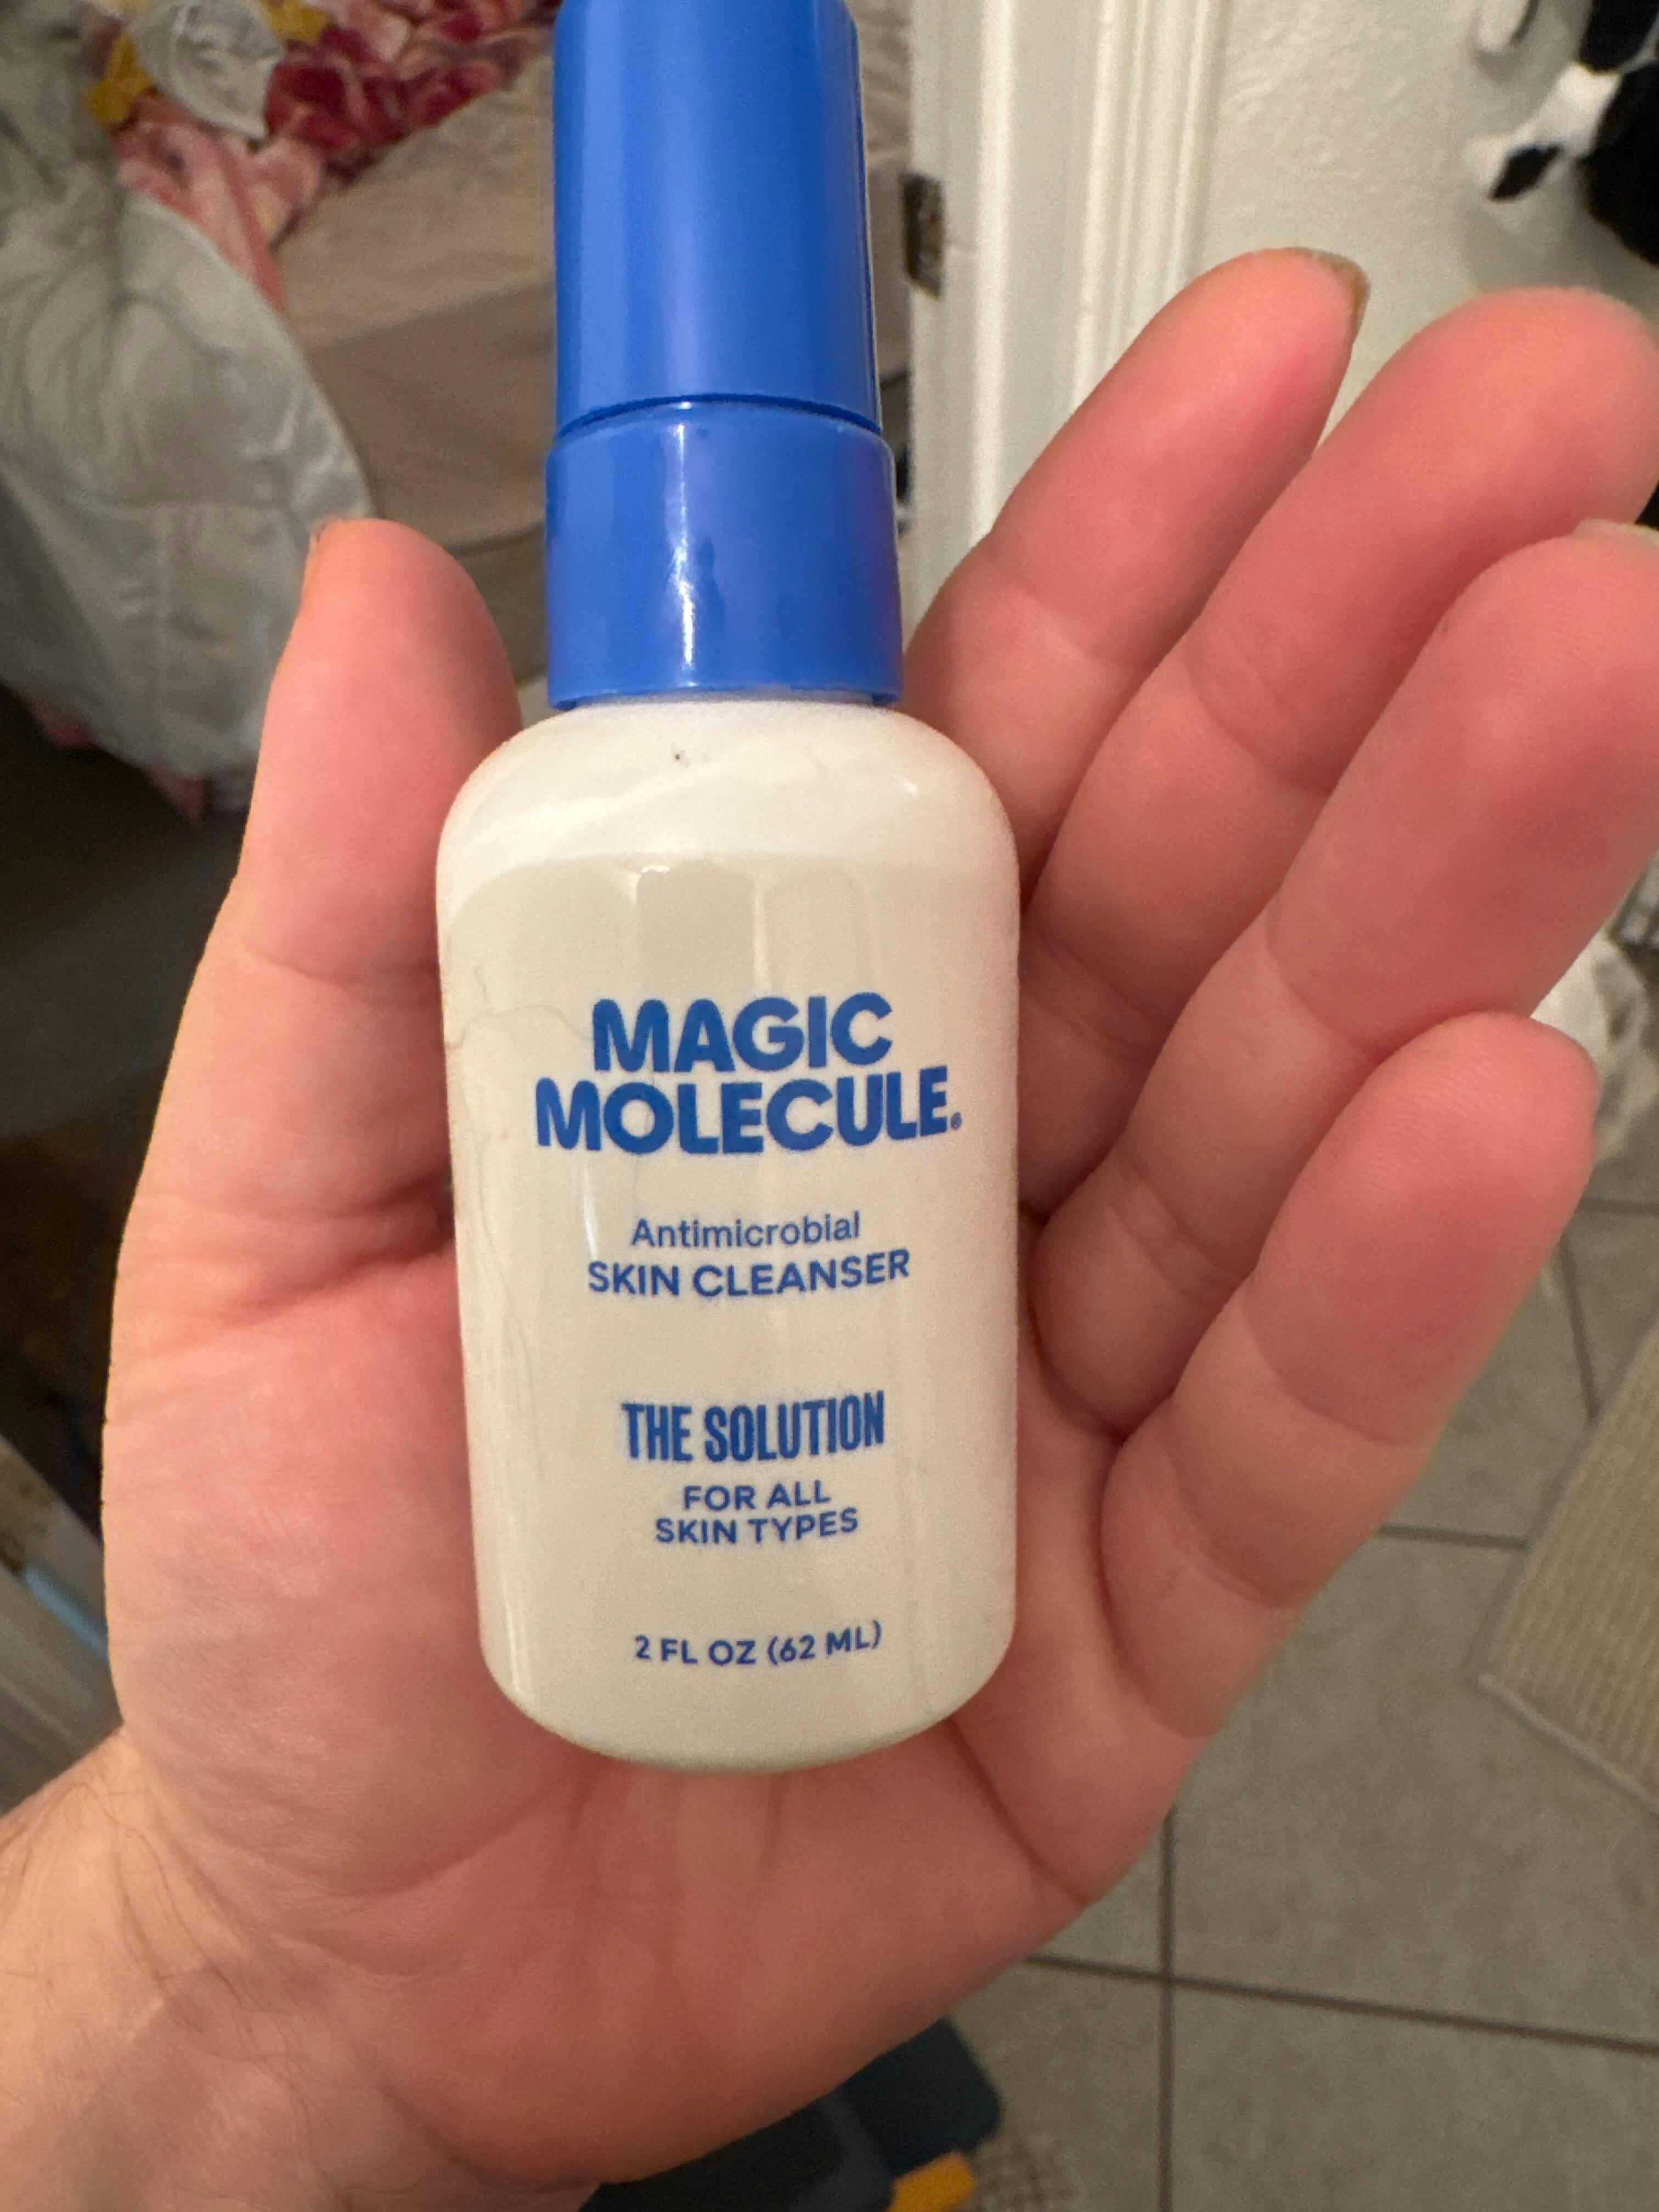 MAGIC
MOLECULE®
Antimicrobial
SKIN CLEANSER
THE SOLUTION
FOR ALL
SKIN TYPES
2 FL OZ (62 ML)